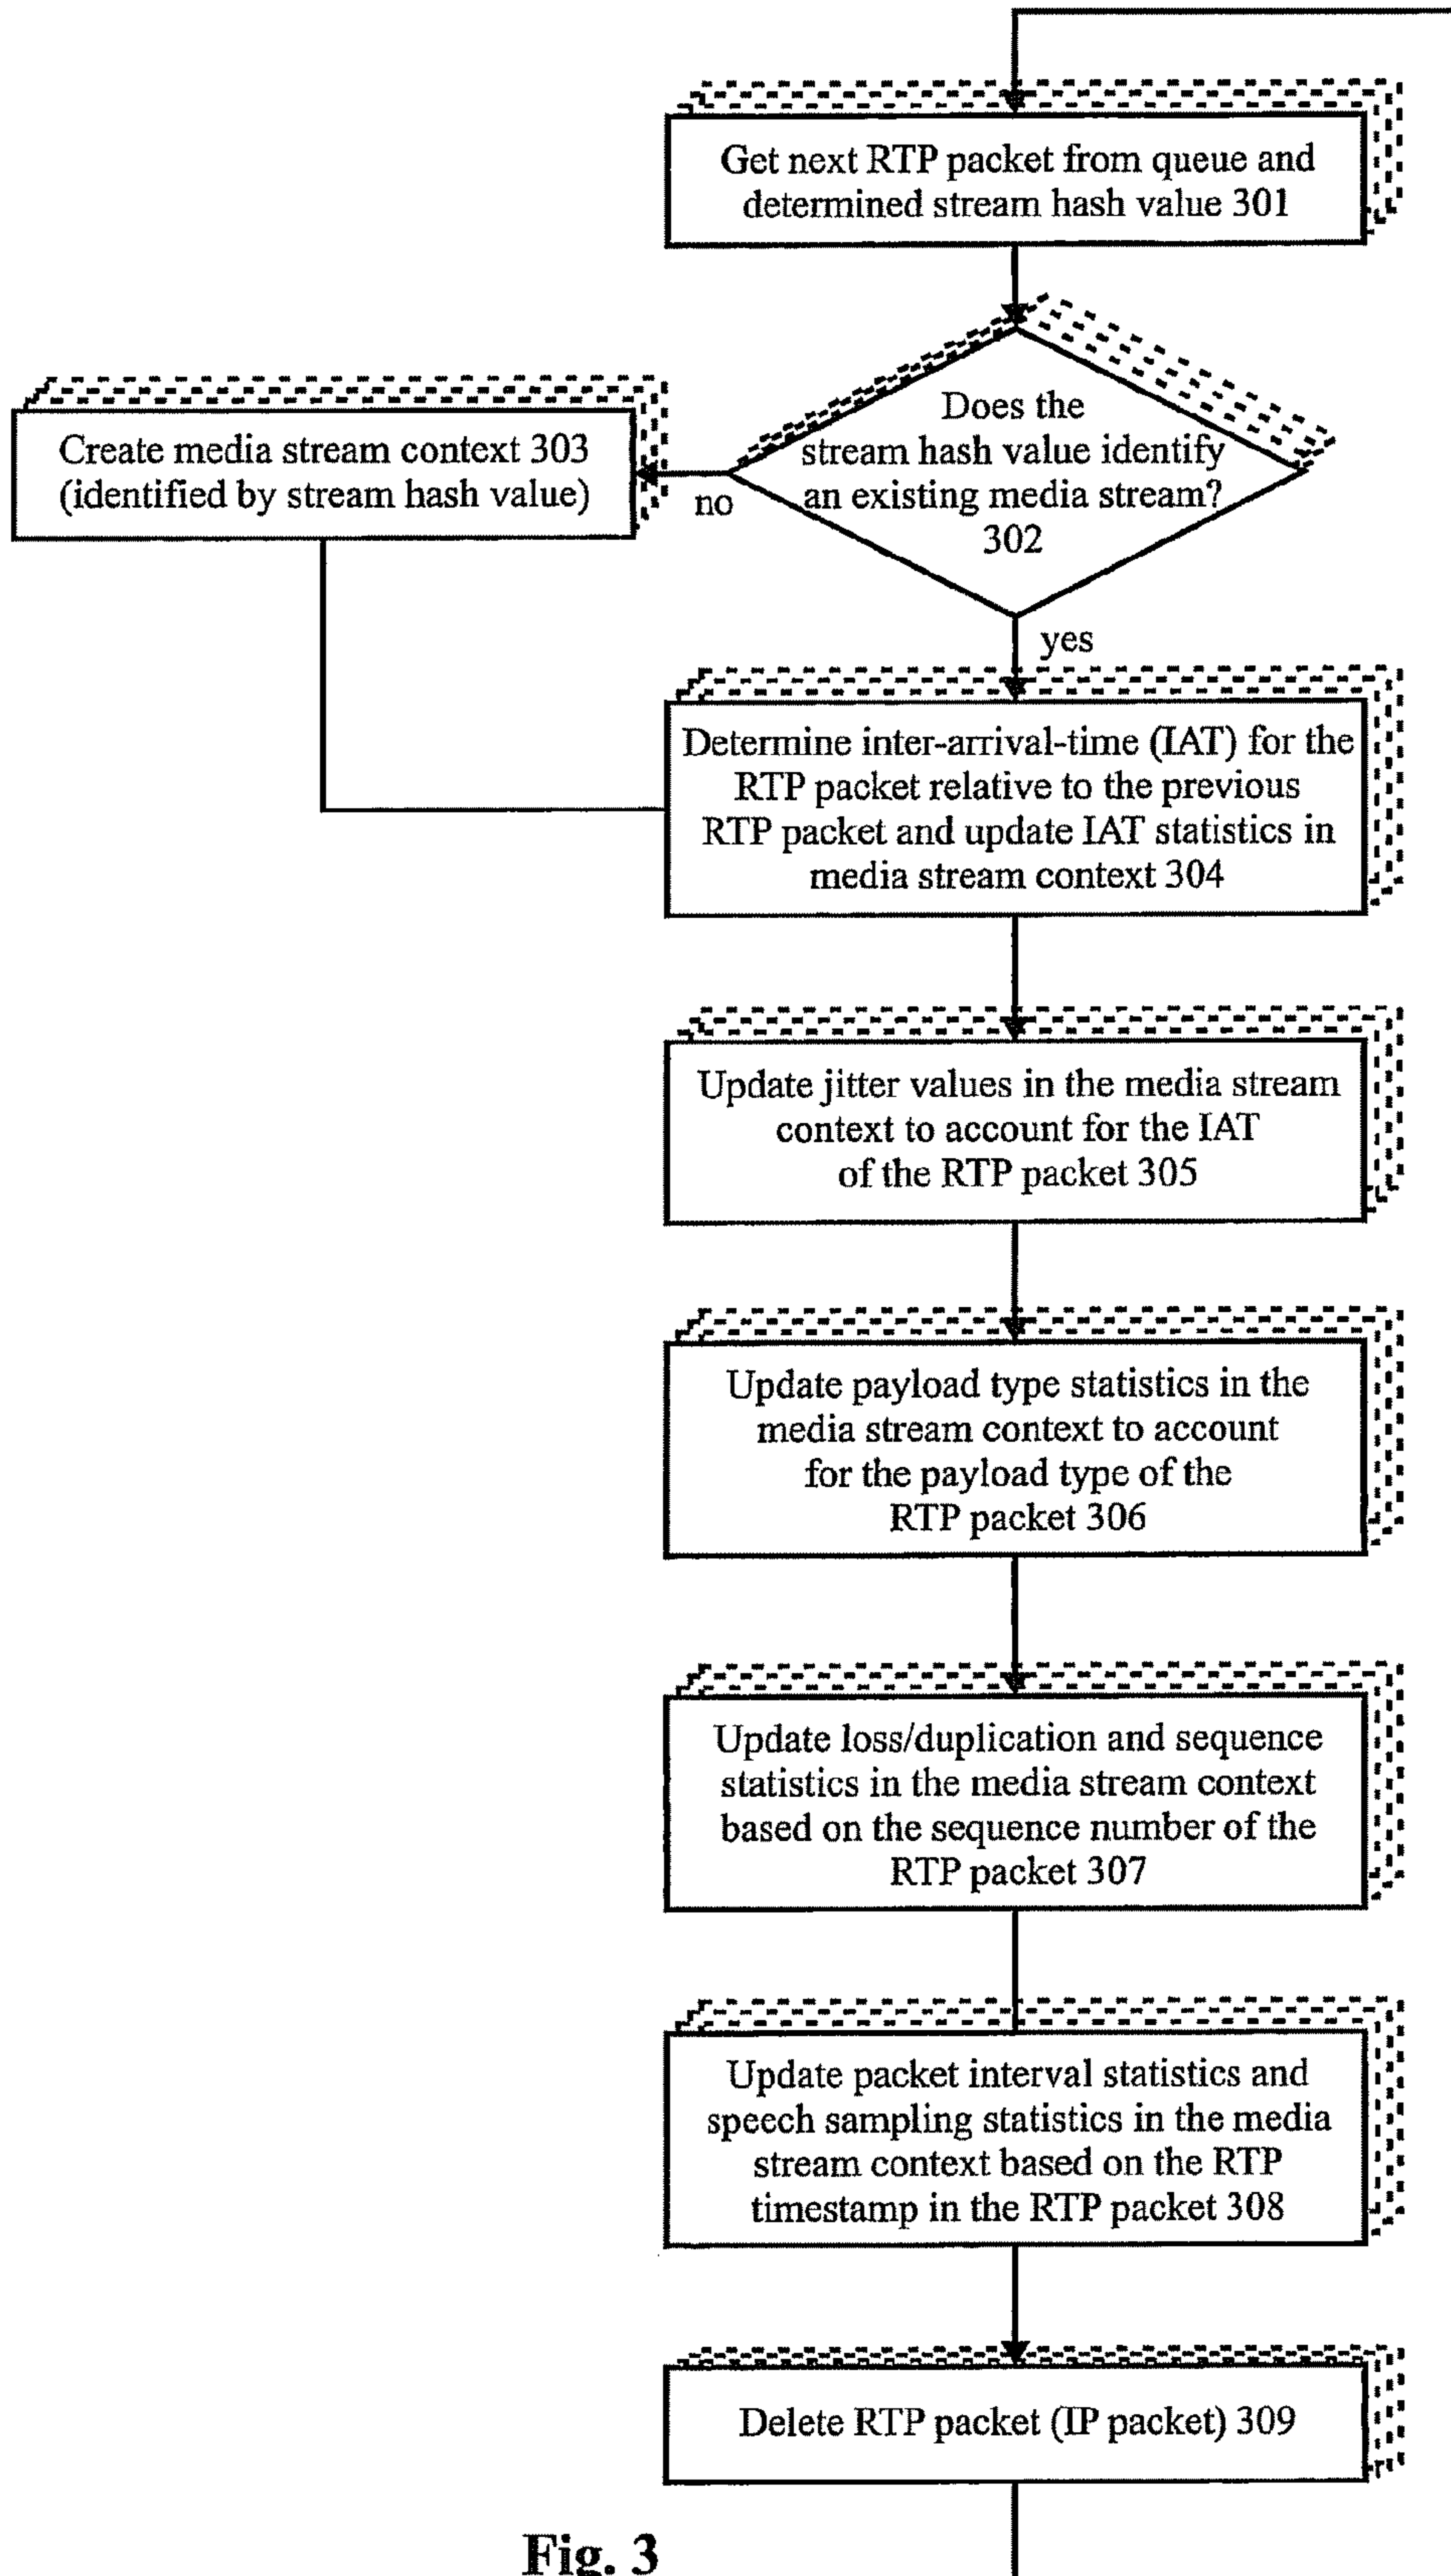 Get next RTP packet from queue and
determined stream hash value 301
Does the
stream hash value identify
an existing media stream?
302
no
Create media stream context 303
(identified by stream hash value)
yes
Determine inter-arrival-time (IAT) for the
RTP packet relative to the previous
RTP packet and update IAT statistics in
media stream context 304
Update jitter values in the media stream
context to account for the IAT
of the RTP packet 305
Update payload type statistics in the
media stream context to account
for the payload type of the
RTP packet 306
Update loss/duplication and sequence
statistics in the media stream context
based on the sequence number of the
RTP packet 307
Update packet interval statistics and
speech sampling statistics in the media
stream context based on the RTP
timestamp in the RTP packet 308
Delete RTP packet (IP packet) 309
Fig. 3